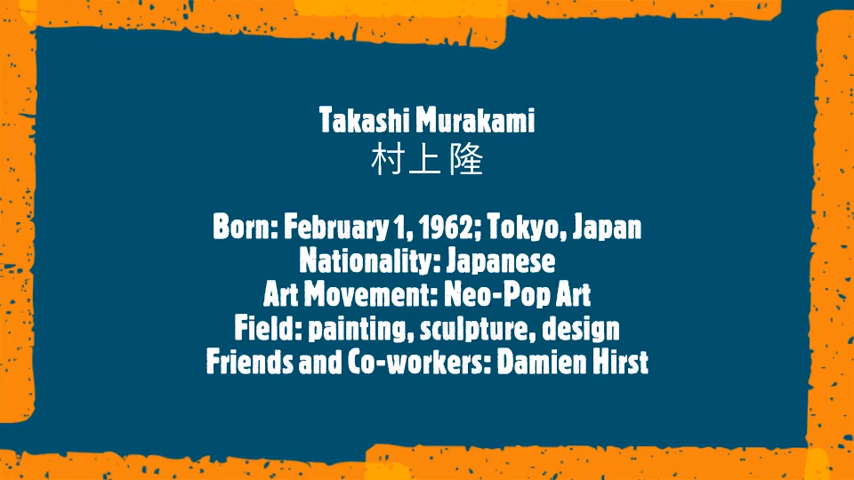 Takashi Murakami
村上隆
Born: February 1, 1962; Tokyo, Japan
Nationality: Japanese
Art Movement: Neo-Pop Art
Field: painting, sculpture, design
Friends and Co-workers: Damien Hirst